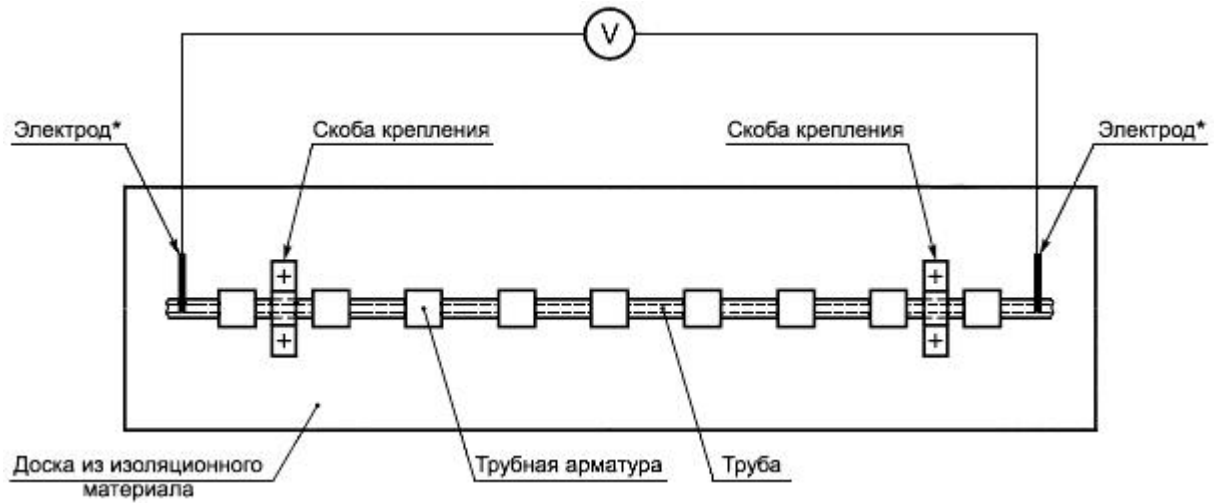 V
Электрод*
Скоба крепления
Скоба крепления
Электрод*
+
+
+
+
Доска из изоляционного
материала
Трубная арматура
Труба